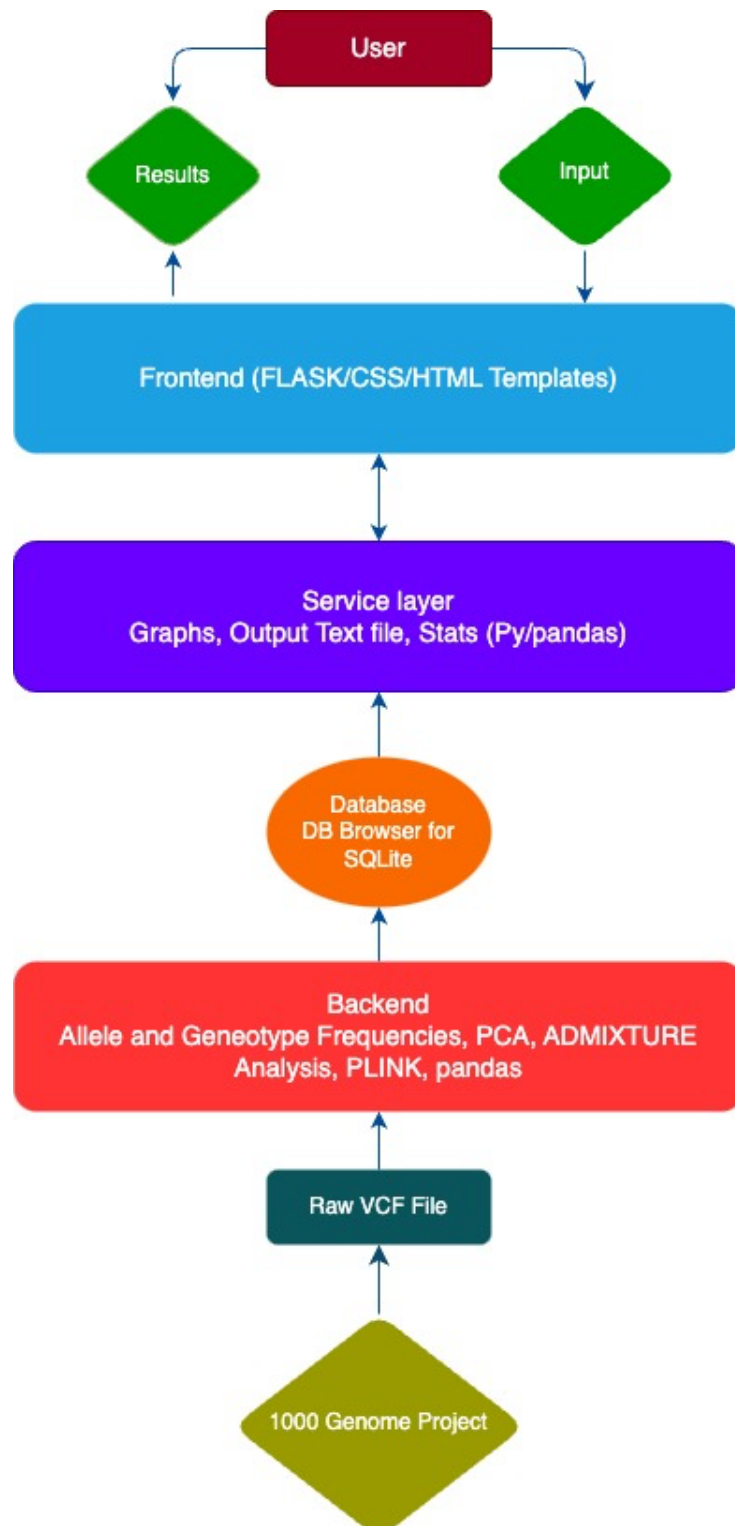 User
Results
Input
Frontend (FLASK/CSS/HTML Templates)
Service layer
Graphs, Output Text file, Stats (Py/pandas)
Database
DB Browser for
SQLite
Backend
Allele and Geneotype Frequencies, PCA, ADMIXTURE
Analysis, PLINK, pandas
Raw VCF File
1000 Genome Project